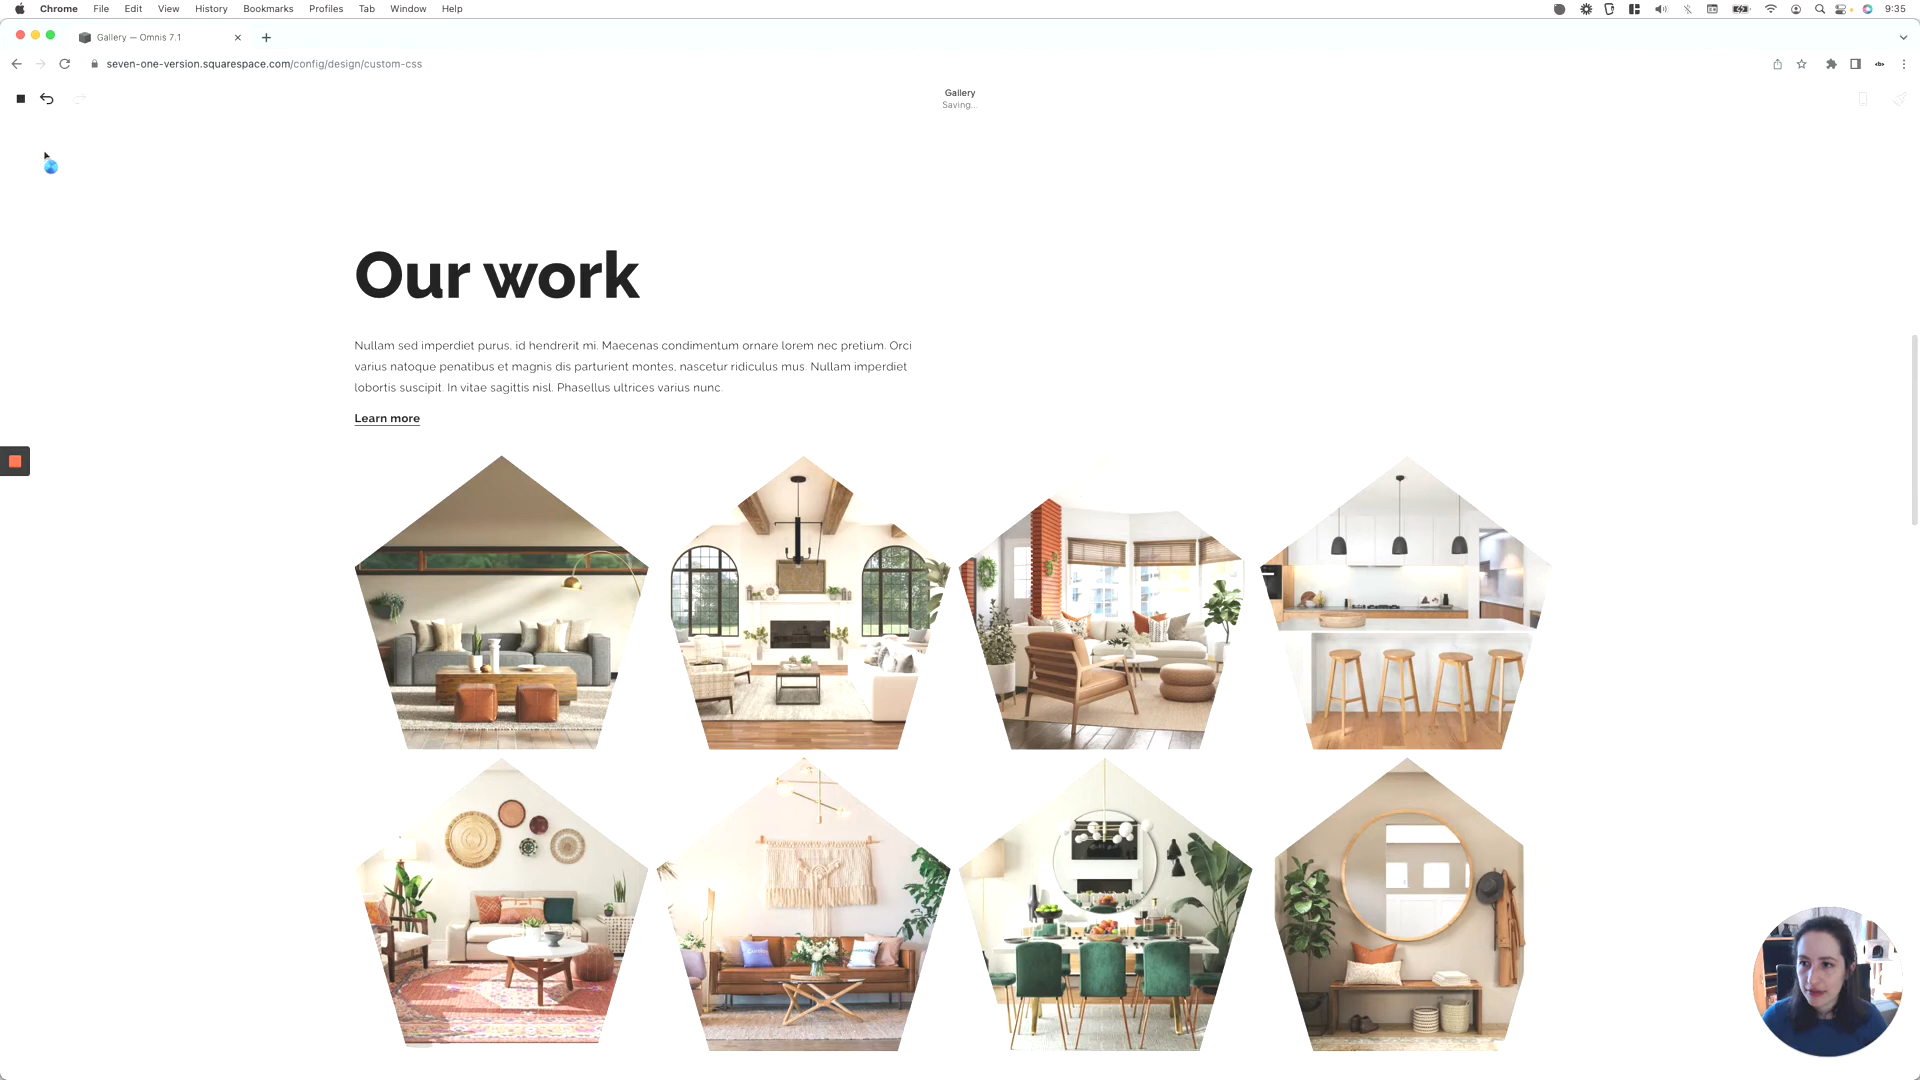 Chrome File Edit View History Bookmarks Profiles Tab Window Help 9:35
Gallery — Omnis 7.1
seven-one-version.squarespace.com/config/design/custom-css
Gallery
Saving...
Our work
Nullam sed imperdiet purus, id hendrerit mi. Maecenas condimentum ornare lorem nec pretium. Orci
varius natoque penatibus et magnis dis parturient montes, nascetur ridiculus mus. Nullam imperdiet
lobortis suscipit. In vitae sagittis nisl. Phasellus ultrices varius nunc.
Learn more